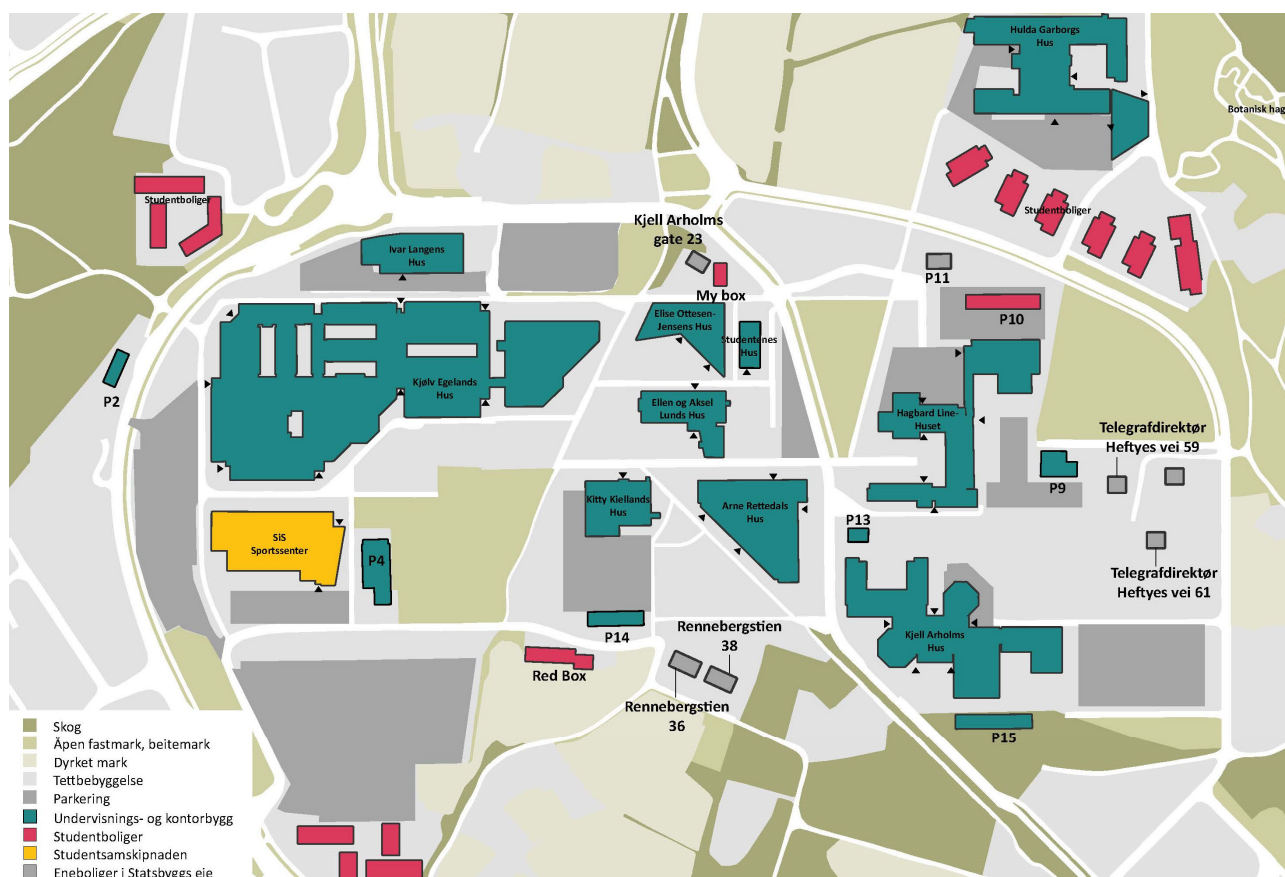 Hulda Garborgs
Hus
Botanisk hag
Studentboliger
Studentboliger
Kjell Arholms
gate 23
Ivar Langens
Hus
P11
My box
P10
Elise Ottesen-
Jensens Hus
Studentenes
Hus
P2
Kjølv Egelands
Hus
Ellen og Aksel
Lunds Hus
Hagbard Line-
Huset
Telegrafdirektør
Heftyes vei 59
P9
Kitty Kiellands
Hus
Arne Rettedals
Hus
P13
SiS
Sportssenter
P4
Telegrafdirektør
Heftyes vei 61
P14
Rennebergstien
38
Kjell Arholms
Hus
Red Box
Rennebergstien
36
P15
Skog
Åpen fastmark, beitemark
Dyrket mark
Tettbebyggelse
Parkering
Undervisnings- og kontorbygg
Studentboliger
Studentsamskipnaden
Eneboliger i Statsbyggs eie